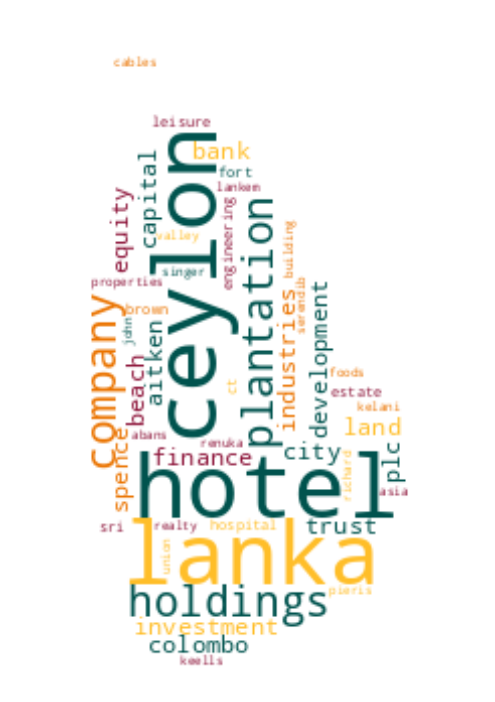 cables
leisure
ceylon
bank
capital
fort
lankem
equity
engineering
plantation
valley
building
singer
properties
serendib
development
industries
company
brown
john
aitken
beach
ct
foods
estate
kelani
land
abans
spence
renuka
city
plc
finance
hotel
richard
asia
sri
realty
hospital
trust
lanka
union
holdings
pieris
investment
colombo
keells